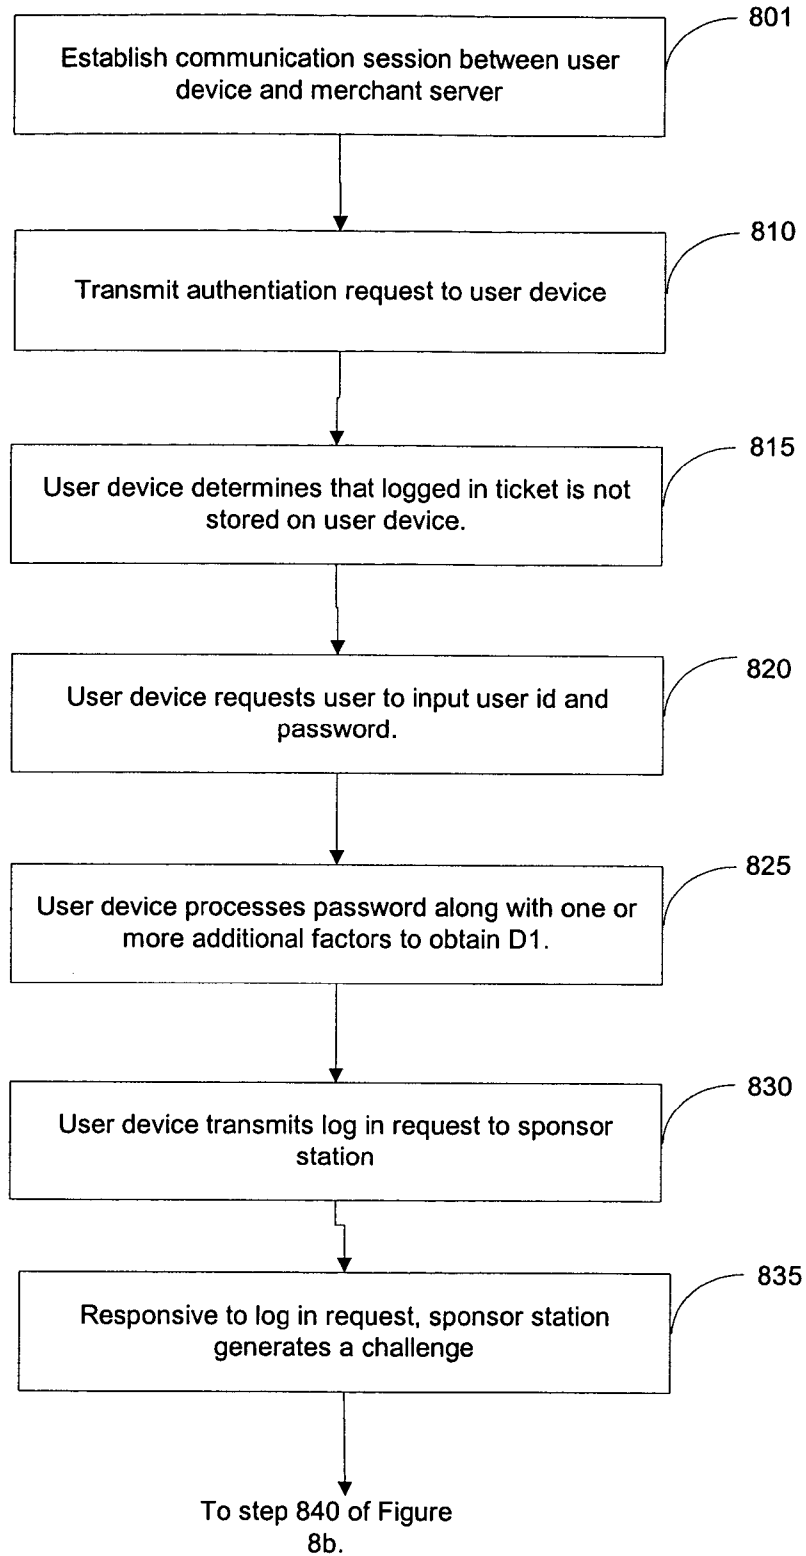 801
Establish communication session between user
device and merchant server
810
Transmit authentiation request to user device
815
User device determines that logged in ticket is not
stored on user device.
820
User device requests user to input user id and
password.
825
User device processes password along with one or
more additional factors to obtain D1.
830
User device transmits log in request to sponsor
station
835
Responsive to log in request, sponsor station
generates a challenge
To step 840 of Figure
8b.